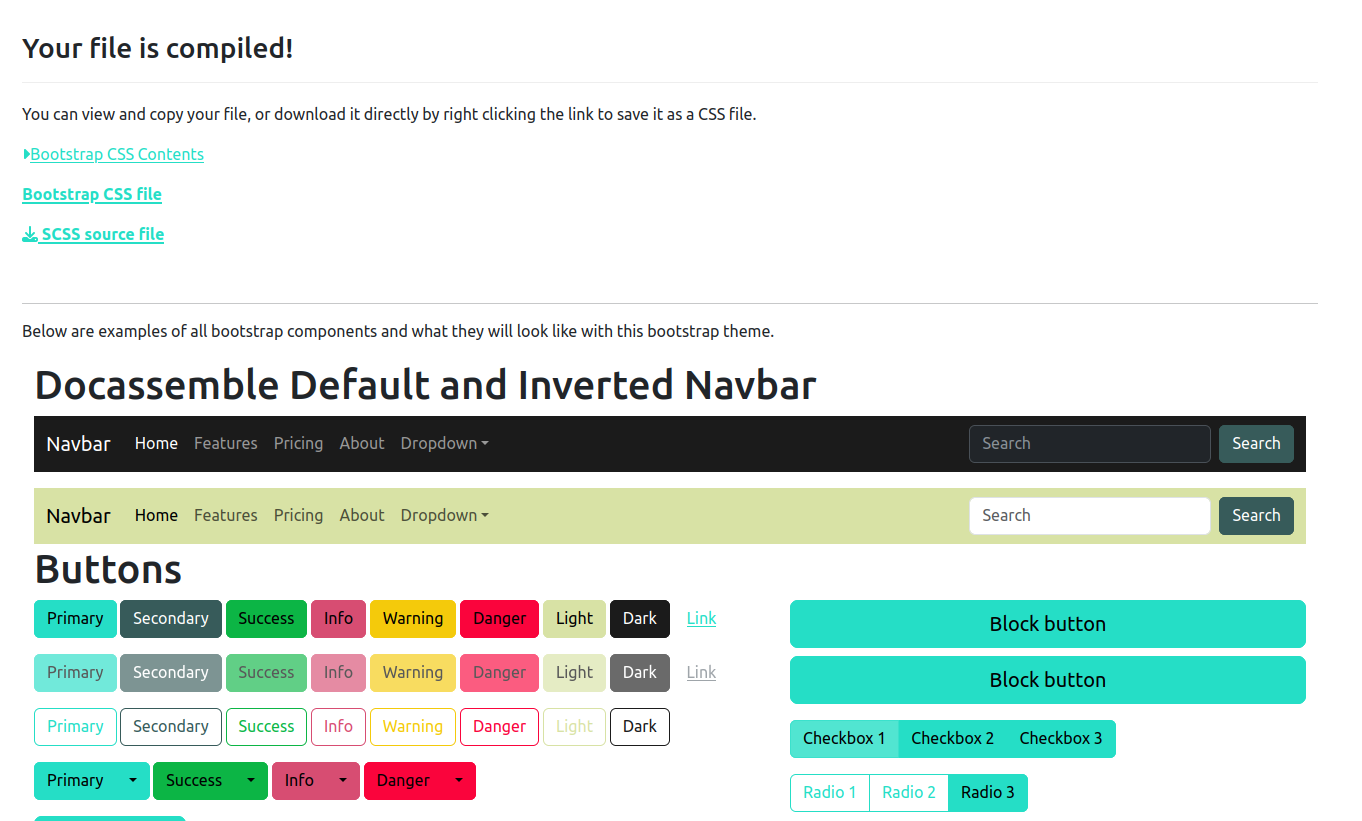 Your file is compiled!
You can view and copy your file, or download it directly by right clicking the link to save it as a CSS file.
Bootstrap CSS Contents
Bootstrap CSS file
SCSS source file
Below are examples of all bootstrap components and what they will look like with this bootstrap theme.
Docassemble Default and Inverted Navbar
Navbar Home Features Pricing About Dropdown Search Search
Navbar Home Features Pricing About Dropdown Search Search
Buttons
Primary Secondary Success Info Warning Danger Light Dark Link
Primary Secondary Success Info Warning Danger Light Dark Link
Primary Secondary Success Info Warning Danger Light Dark
Primary Success Info Danger
Block button
Block button
Checkbox 1 Checkbox 2 Checkbox 3
Radio 1 Radio 2 Radio 3